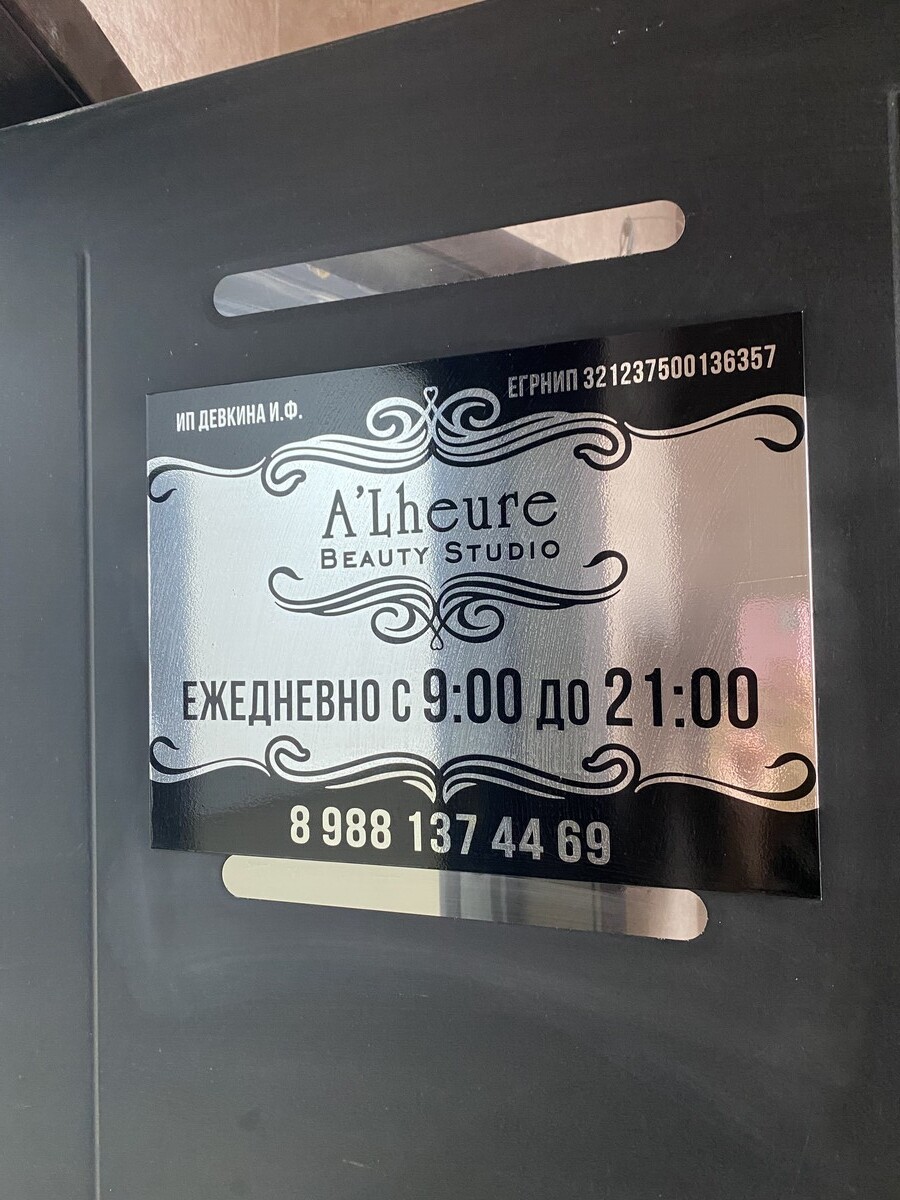 ИП ДЕВКИНА И.Ф.
ЕГРНИП 321237500136357
A'Lheure
BEAUTY STUDIO
ЕЖЕДНЕВНО С 9:00 ДО 21:00
8 988 137 44 69